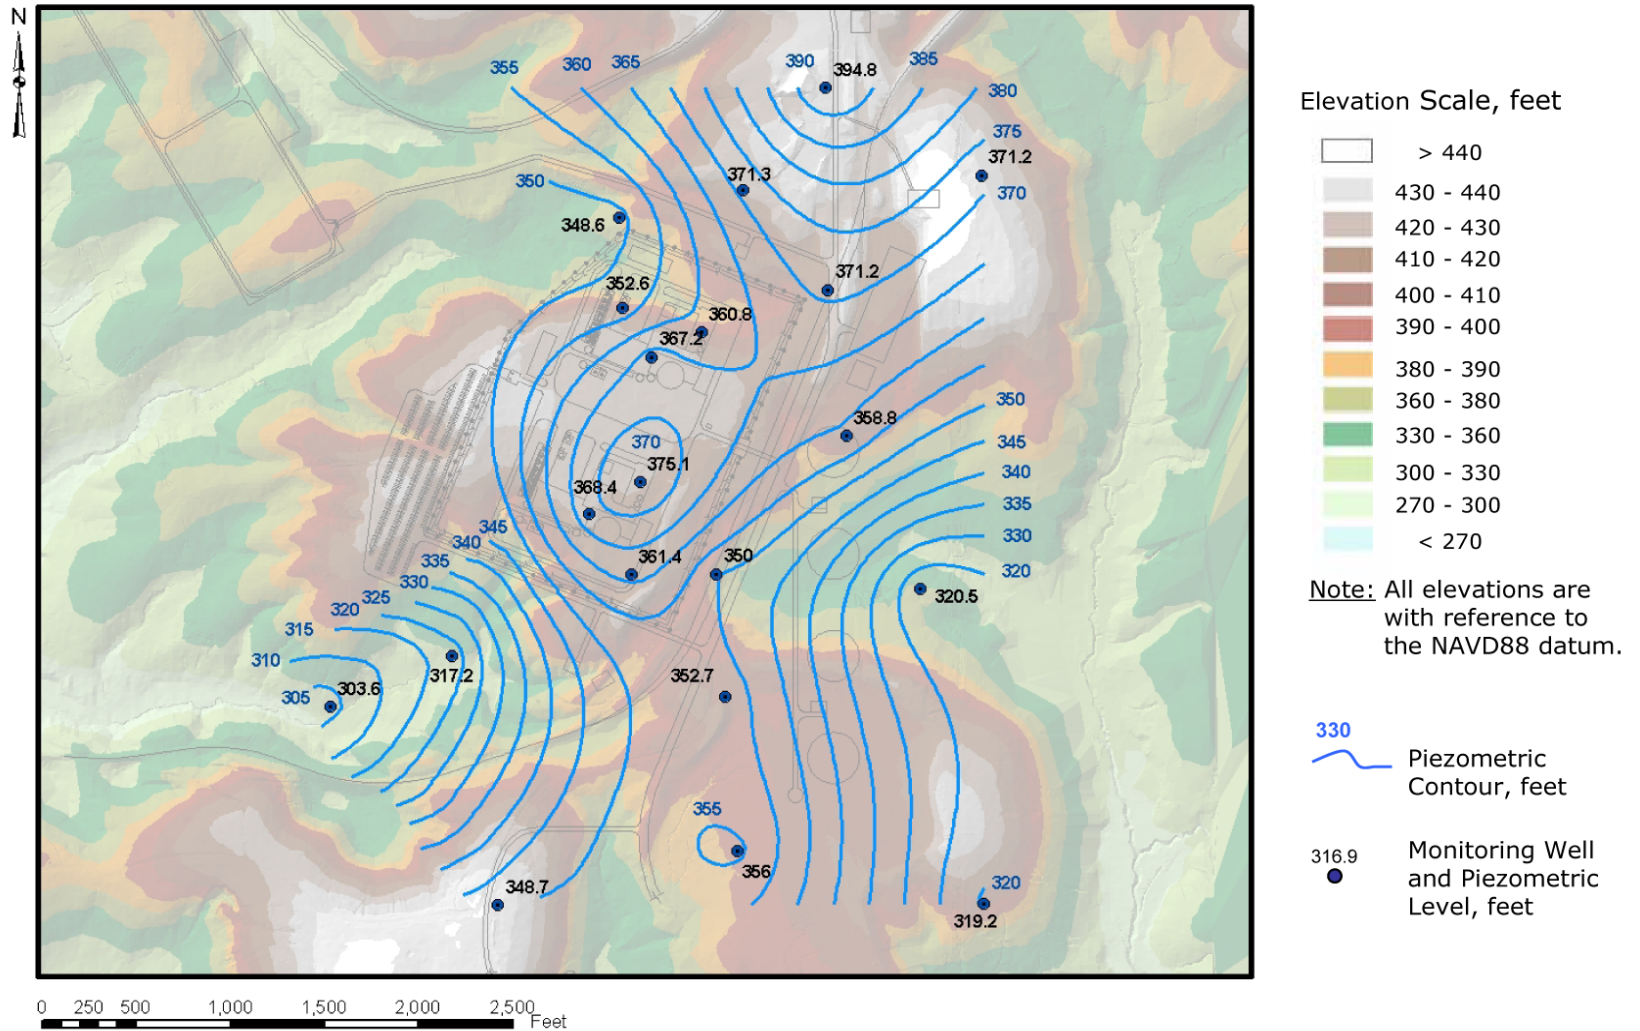 N
390
394.8
385
355
360
365
380
375
371.2
371.3
350
370
348.6
371.2
352.6
360.8
367.2
350
358.8
370
345
375.1
340
368.4
335
345
330
340
361.4
350
335
320
330
320.5
325
320
315
310
317.2
352.7
303.6
305
355
356
348.7
320
319.2
0 250 500 1,000 1,500 2,000 2,500
Feet
Elevation Scale, feet
> 440
430 - 440
420 - 430
410 - 420
400 - 410
390 - 400
380 - 390
360 - 380
330 - 360
300 - 330
270 - 300
< 270
Note: All elevations are
with reference to
the NAVD88 datum.
330
Piezometric
Contour, feet
316.9
Monitoring Well
and Piezometric
Level, feet